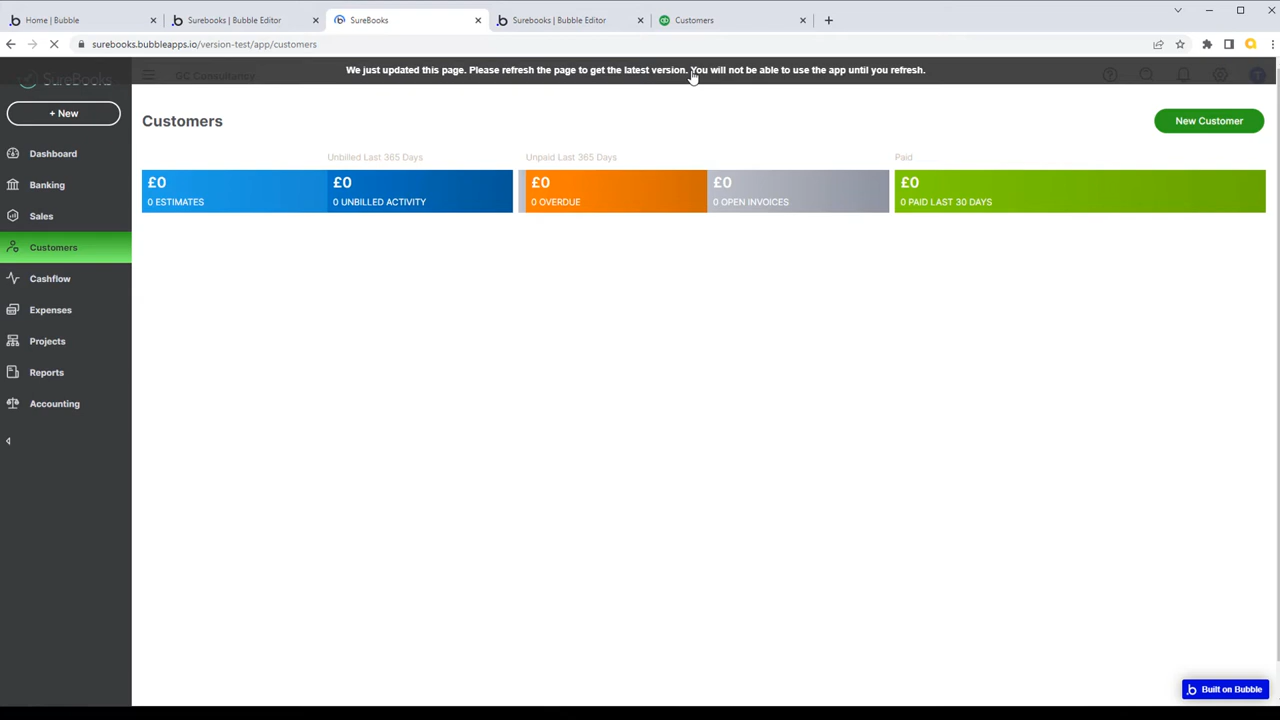 Home | Bubble
Surebooks | Bubble Editor
SureBooks
Surebooks | Bubble Editor
Customers
surebooks.bubbleapps.io/version-test/app/customers
We just updated this page. Please refresh the page to get the latest version. You will not be able to use the app until you refresh.
SureBooks
GC Consultancy
T
+ New
Dashboard
Banking
Sales
Customers
Cashflow
Expenses
Projects
Reports
Accounting
Customers
New Customer
Unbilled Last 365 Days
Unpaid Last 365 Days
Paid
£0
0 ESTIMATES
£0
0 UNBILLED ACTIVITY
£0
0 OVERDUE
£0
0 OPEN INVOICES
£0
0 PAID LAST 30 DAYS
Built on Bubble